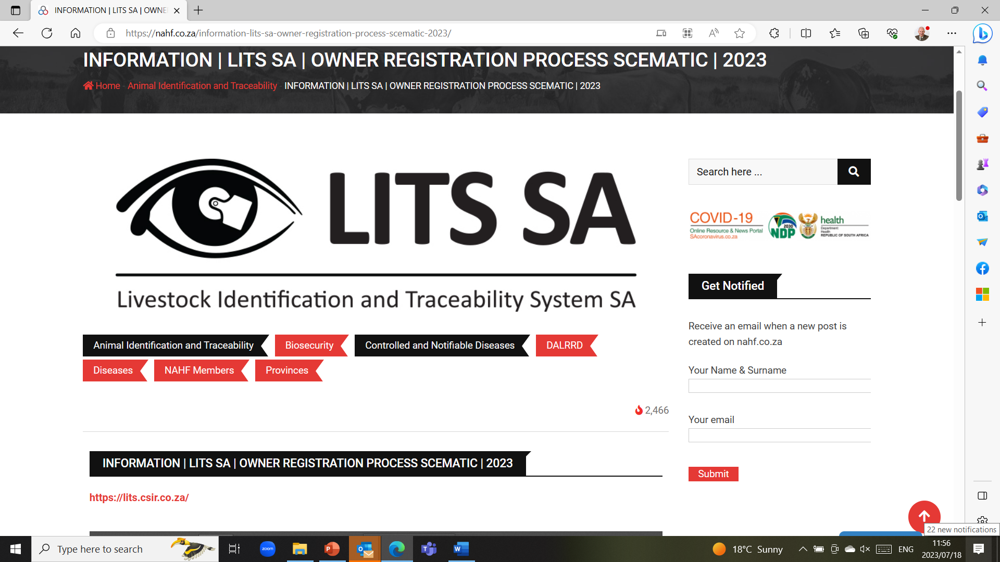 INFORMATION | LITS SA | OWNE
https://nahf.co.za/information-lits-sa-owner-registration-process-scematic-2023/
INFORMATION | LITS SA | OWNER REGISTRATION PROCESS SCEMATIC | 2023
Home - Animal Identification and Traceability - INFORMATION | LITS SA | OWNER REGISTRATION PROCESS SCEMATIC | 2023
LITS SA
Livestock Identification and Traceability System SA
Animal Identification and Traceability
Biosecurity
Controlled and Notifiable Diseases
DALRRD
Diseases
NAHF Members
Provinces
2,466
INFORMATION | LITS SA | OWNER REGISTRATION PROCESS SCEMATIC | 2023
https://lits.csir.co.za/
Search here ...
COVID-19
Online Resource & News Portal
SAcoronavirus.co.za
2030
NDP
health
Department:
Health
REPUBLIC OF SOUTH AFRICA
Get Notified
Receive an email when a new post is
created on nahf.co.za
Your Name & Surname
Your email
Submit
22 new notifications
Type here to search
zoom
18°C Sunny
ENG
11:56
2023/07/18